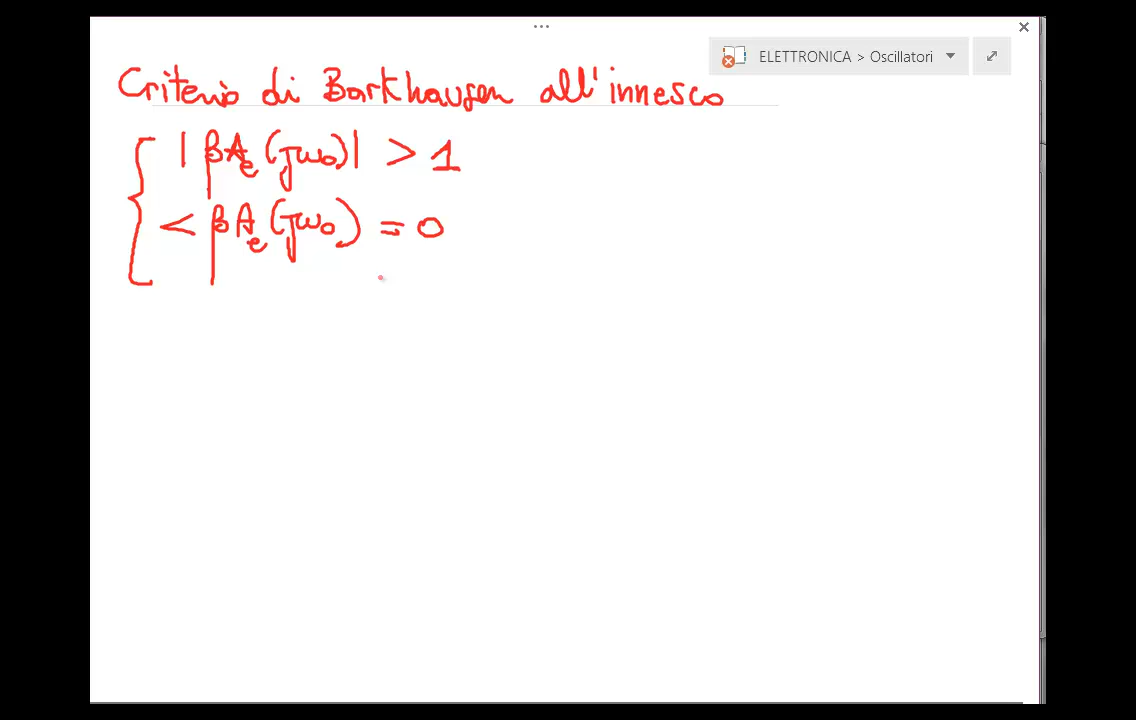 ELETTRONICA > Oscillatori
Criterio di Barkhausen all'innesco
|βAe(jω0)| > 1
< βAe(jω0) = 0